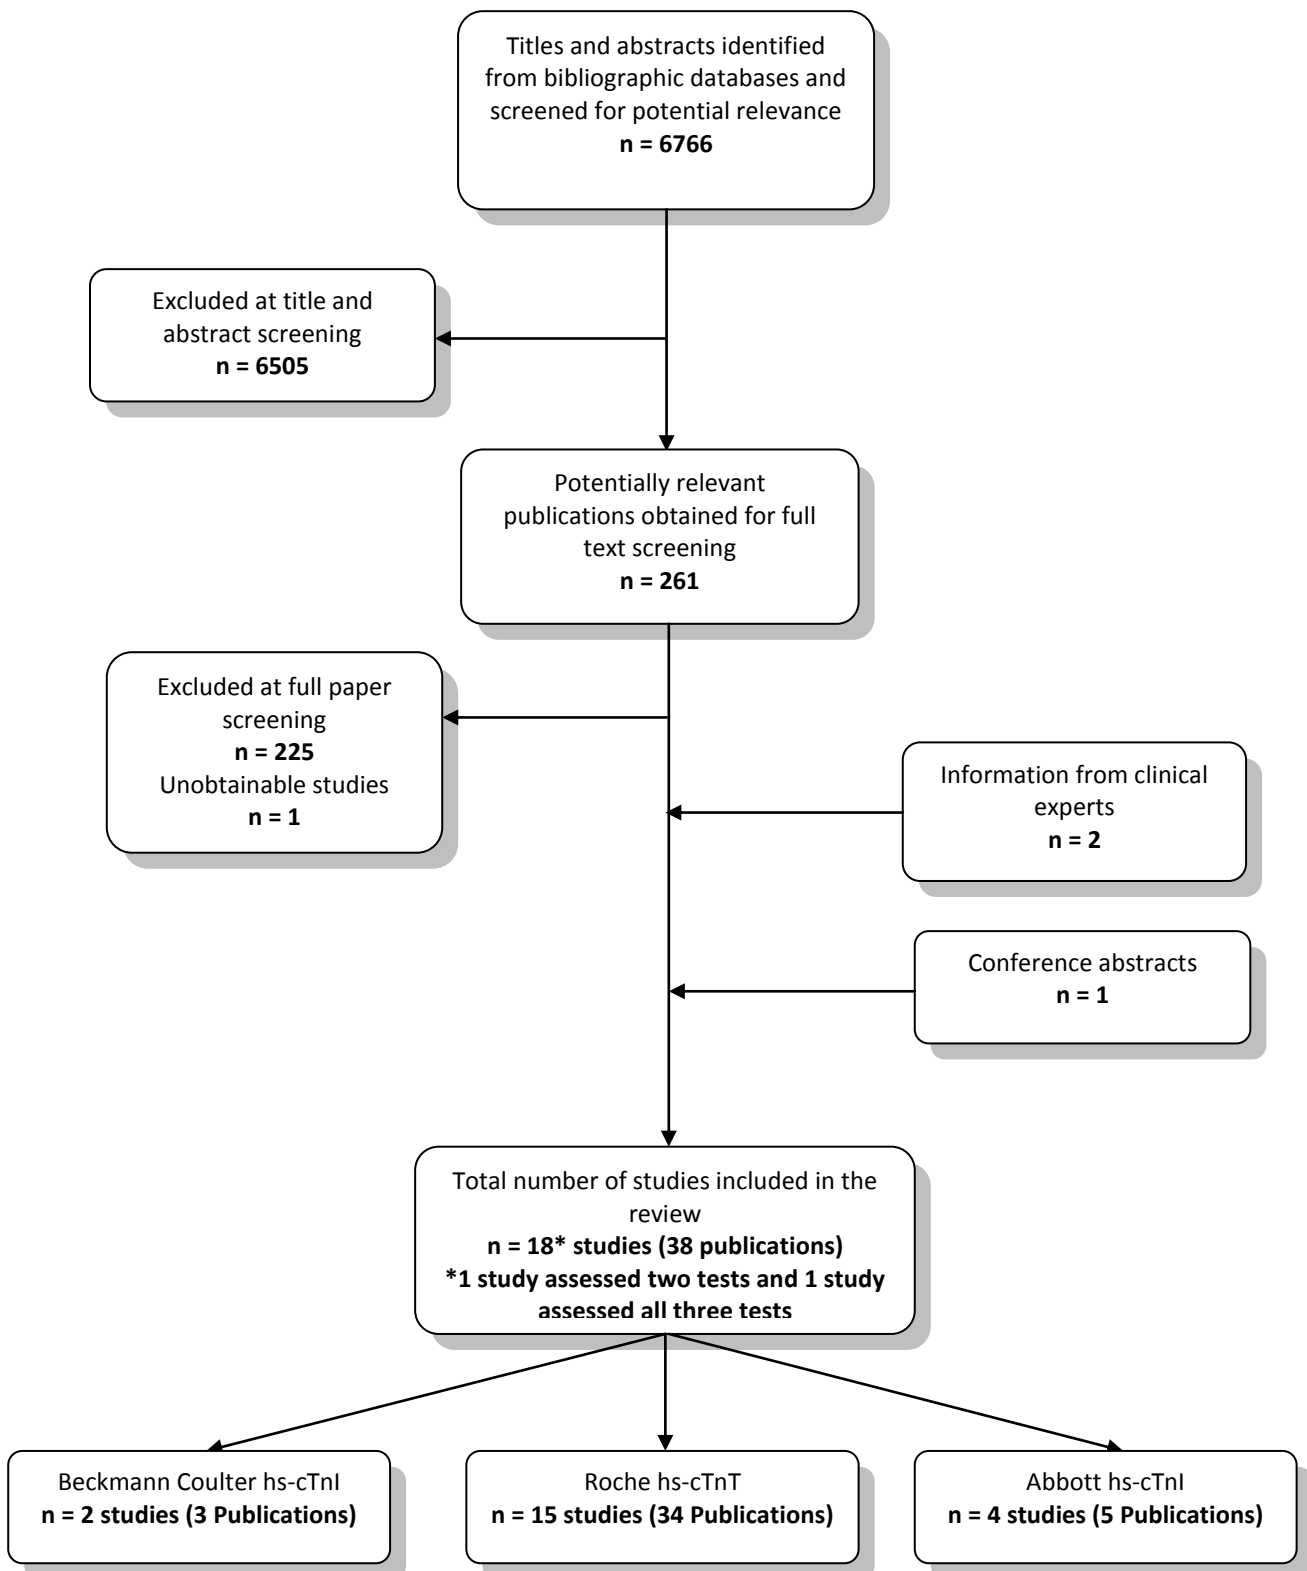 Titles and abstracts identified
from bibliographic databases and
screened for potential relevance
n = 6766
Excluded at title and
abstract screening
n = 6505
Potentially relevant
publications obtained for full
text screening
n = 261
Excluded at full paper
screening
n = 225
Unobtainable studies
n = 1
Information from clinical
experts
n = 2
Conference abstracts
n = 1
Total number of studies included in the
review
n = 18* studies (38 publications)
*1 study assessed two tests and 1 study
assessed all three tests
Beckmann Coulter hs-cTnI
n = 2 studies (3 Publications)
Roche hs-cTnT
n = 15 studies (34 Publications)
Abbott hs-cTnI
n = 4 studies (5 Publications)